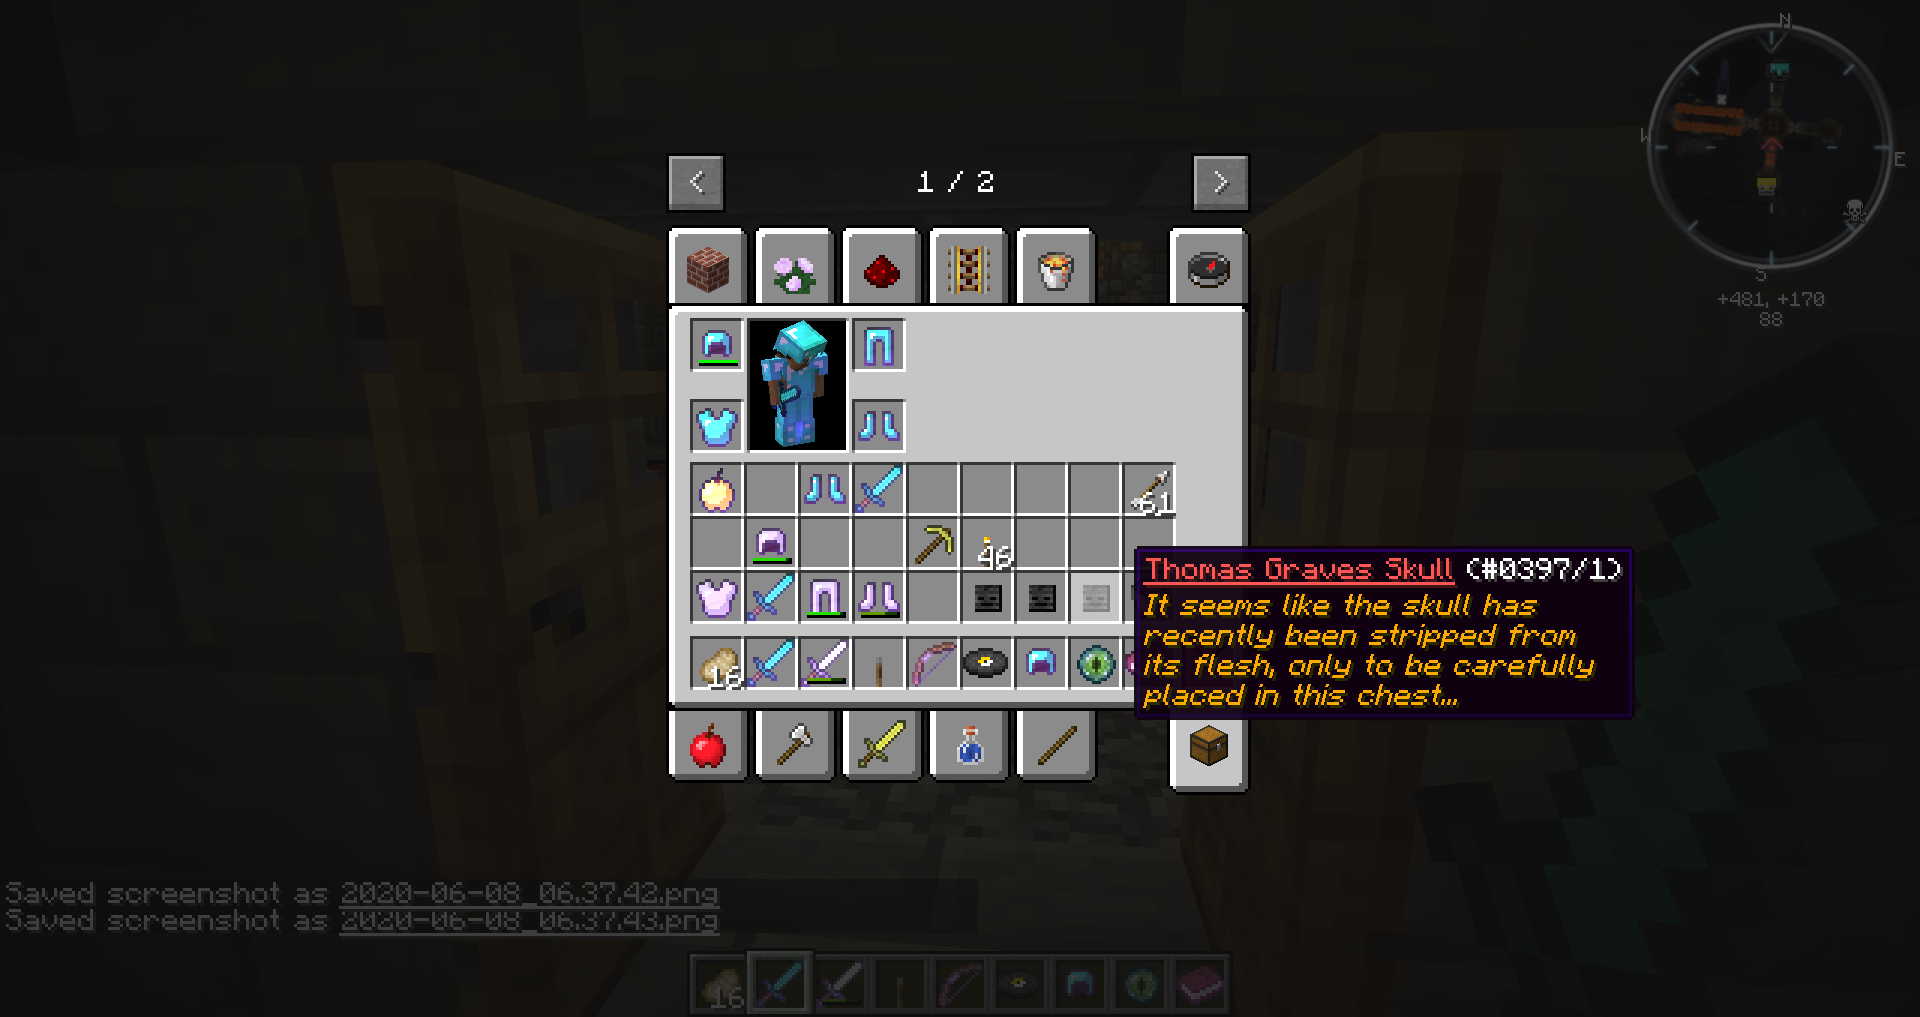 N
W
E
S
+481, +170
88
<
1 / 2
>
61
46
16
Thomas Graves Skull (#0397/1)
It seems like the skull has
recently been stripped from
its flesh, only to be carefully
placed in this chest...
Saved screenshot as 2020-06-08_06.37.42.png
Saved screenshot as 2020-06-08_06.37.43.png
16